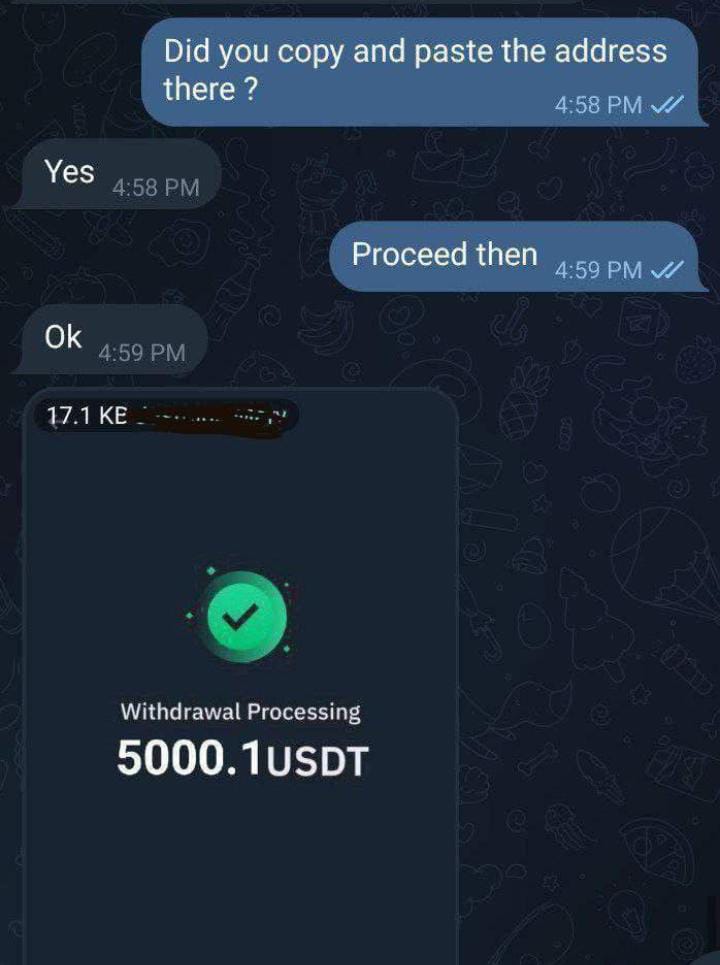 Did you copy and paste the address
there ?
4:58 PM
Yes 4:58 PM
Proceed then 4:59 PM
Ok 4:59 PM
17.1 KB
Withdrawal Processing
5000.1USDT